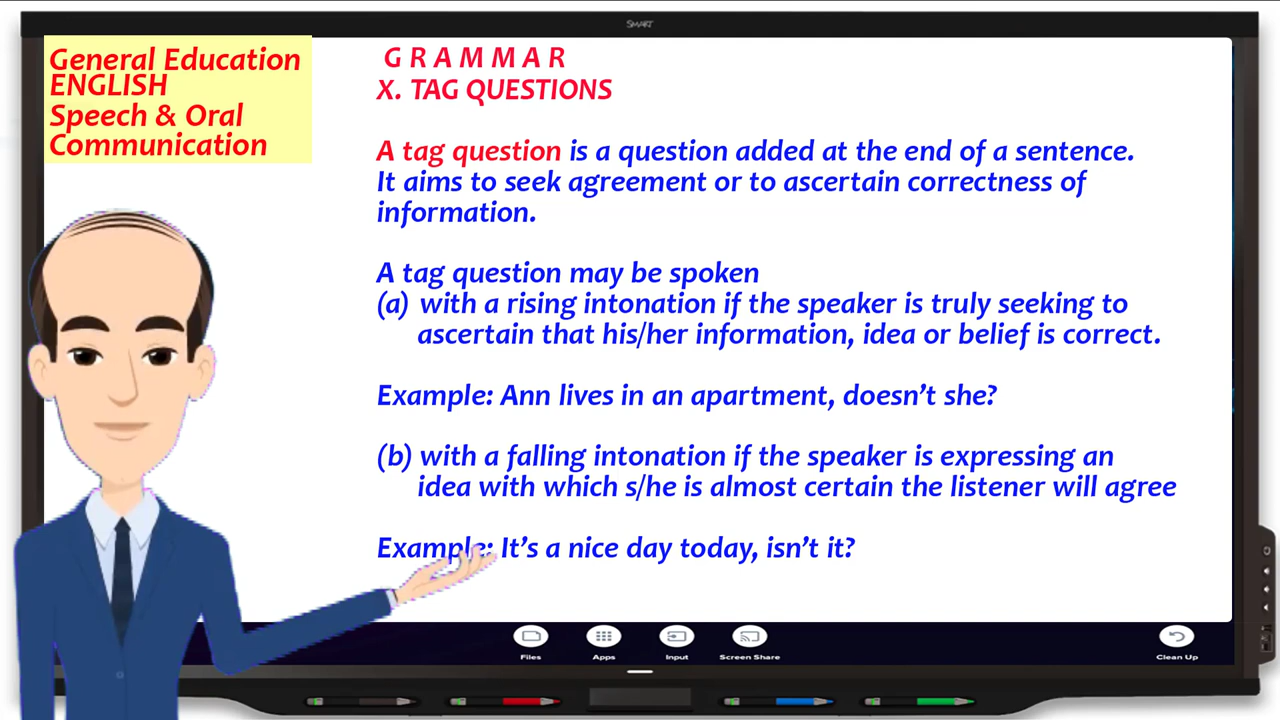 SMART
General Education
ENGLISH
Speech & Oral
Communication
G R A M M A R
X. TAG QUESTIONS
A tag question is a question added at the end of a sentence.
It aims to seek agreement or to ascertain correctness of
information.
A tag question may be spoken
(a) with a rising intonation if the speaker is truly seeking to
ascertain that his/her information, idea or belief is correct.
Example: Ann lives in an apartment, doesn't she?
(b) with a falling intonation if the speaker is expressing an
idea with which s/he is almost certain the listener will agree
Example: It's a nice day today, isn't it?
Files Apps Input Screen Share Clean Up